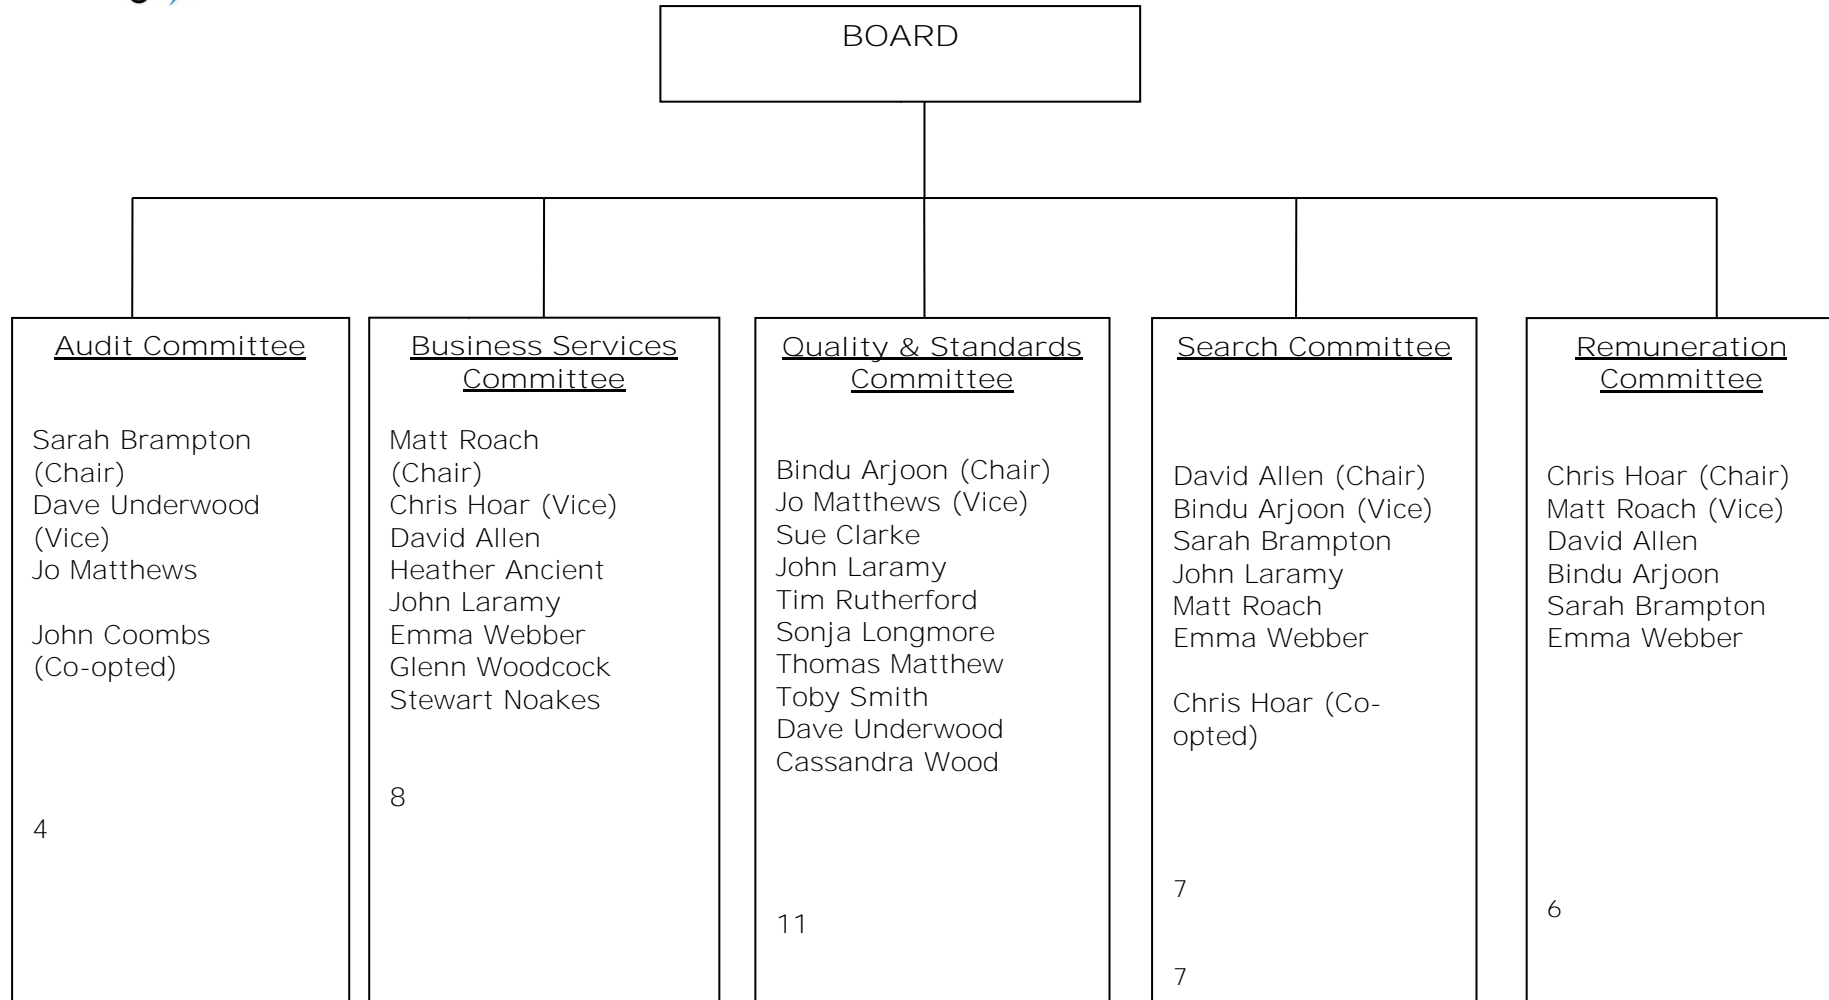 BOARD
Audit Committee
Sarah Brampton
(Chair)
Dave Underwood
(Vice)
Jo Matthews
John Coombs
(Co-opted)
4
Business Services
Committee
Matt Roach
(Chair)
Chris Hoar (Vice)
David Allen
Heather Ancient
John Laramy
Emma Webber
Glenn Woodcock
Stewart Noakes
8
Quality & Standards
Committee
Bindu Arjoon (Chair)
Jo Matthews (Vice)
Sue Clarke
John Laramy
Tim Rutherford
Sonja Longmore
Thomas Matthew
Toby Smith
Dave Underwood
Cassandra Wood
11
Search Committee
David Allen (Chair)
Bindu Arjoon (Vice)
Sarah Brampton
John Laramy
Matt Roach
Emma Webber
Chris Hoar (Co-
opted)
7
7
Remuneration
Committee
Chris Hoar (Chair)
Matt Roach (Vice)
David Allen
Bindu Arjoon
Sarah Brampton
Emma Webber
6